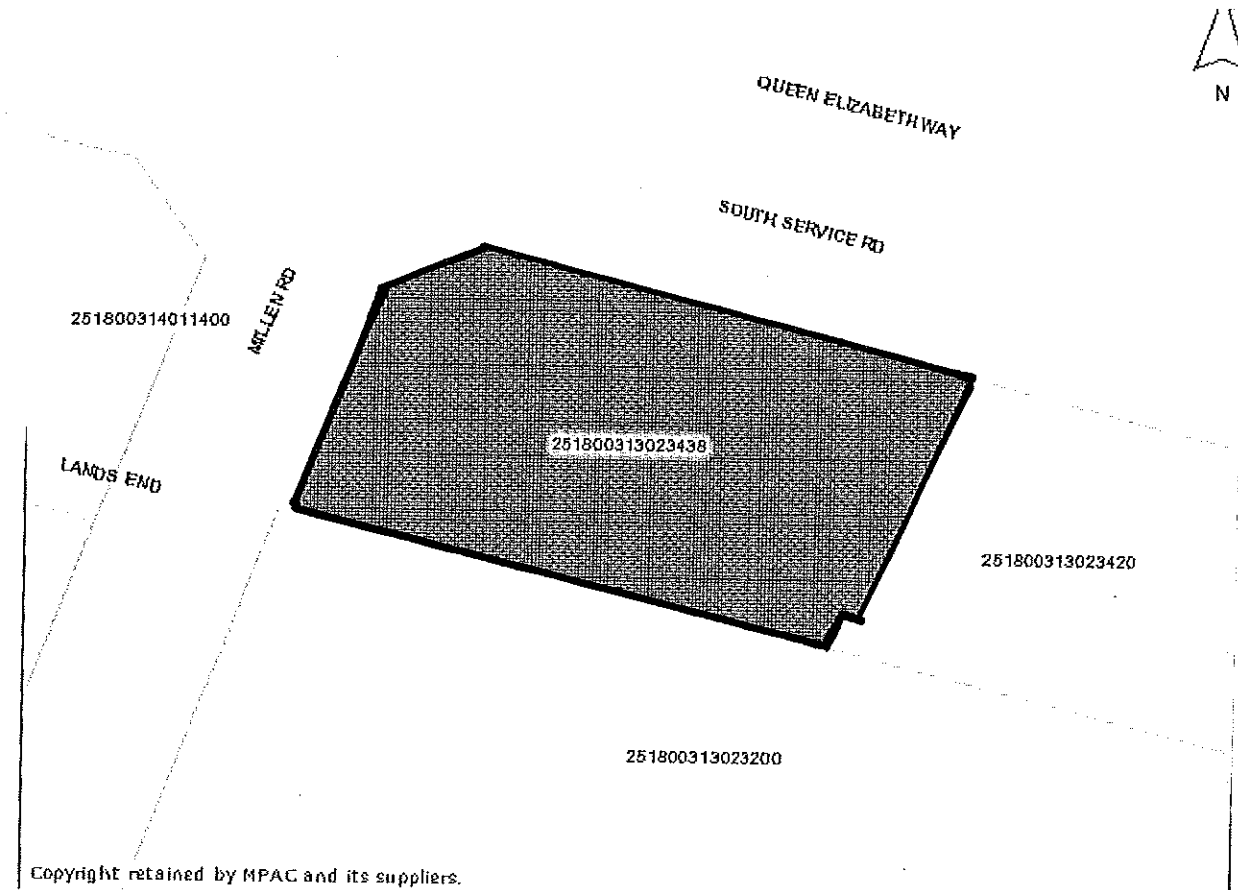 N
QUEEN ELIZABETH WAY
SOUTH SERVICE RD
MILLEN RD
251800314011400
251800313023438
LANDS END
251800313023420
251800313023200
Copyright retained by MPAC and its suppliers.